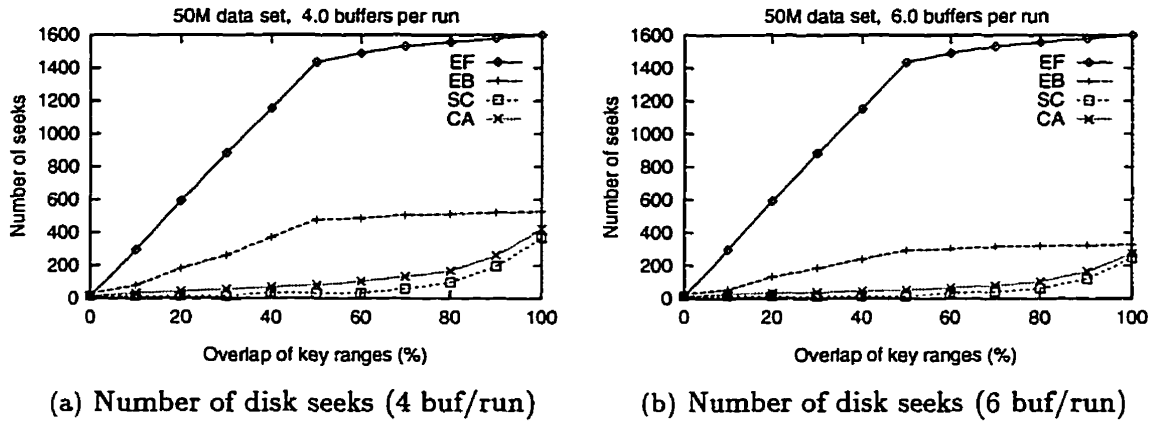 50M data set, 4.0 buffers per run
1600
1400
1200
1000
800
600
400
200
0
Number of seeks
EF
EB
SC
CA
0
20
40
60
80
100
Overlap of key ranges (%)
(a) Number of disk seeks (4 buf/run)
50M data set, 6.0 buffers per run
1600
1400
1200
1000
800
600
400
200
0
Number of seeks
EF
EB
SC
CA
0
20
40
60
80
100
Overlap of key ranges (%)
(b) Number of disk seeks (6 buf/run)